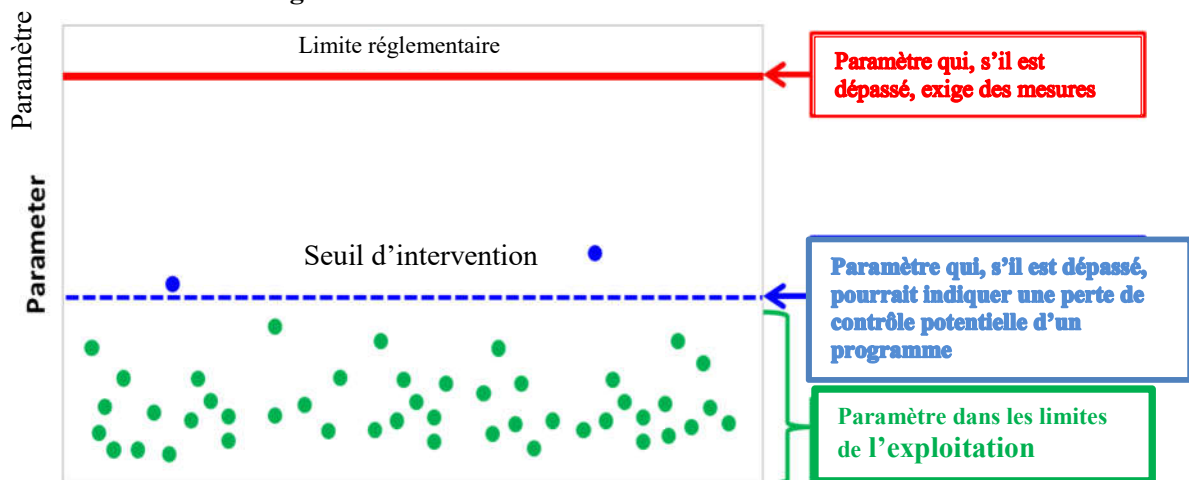 Paramètre
Parameter
Limite réglementaire
Paramètre qui, s’il est
dépassé, exige des mesures
Seuil d’intervention
Paramètre qui, s’il est dépassé,
pourrait indiquer une perte de
contrôle potentielle d’un
programme
Paramètre dans les limites
de l’exploitation